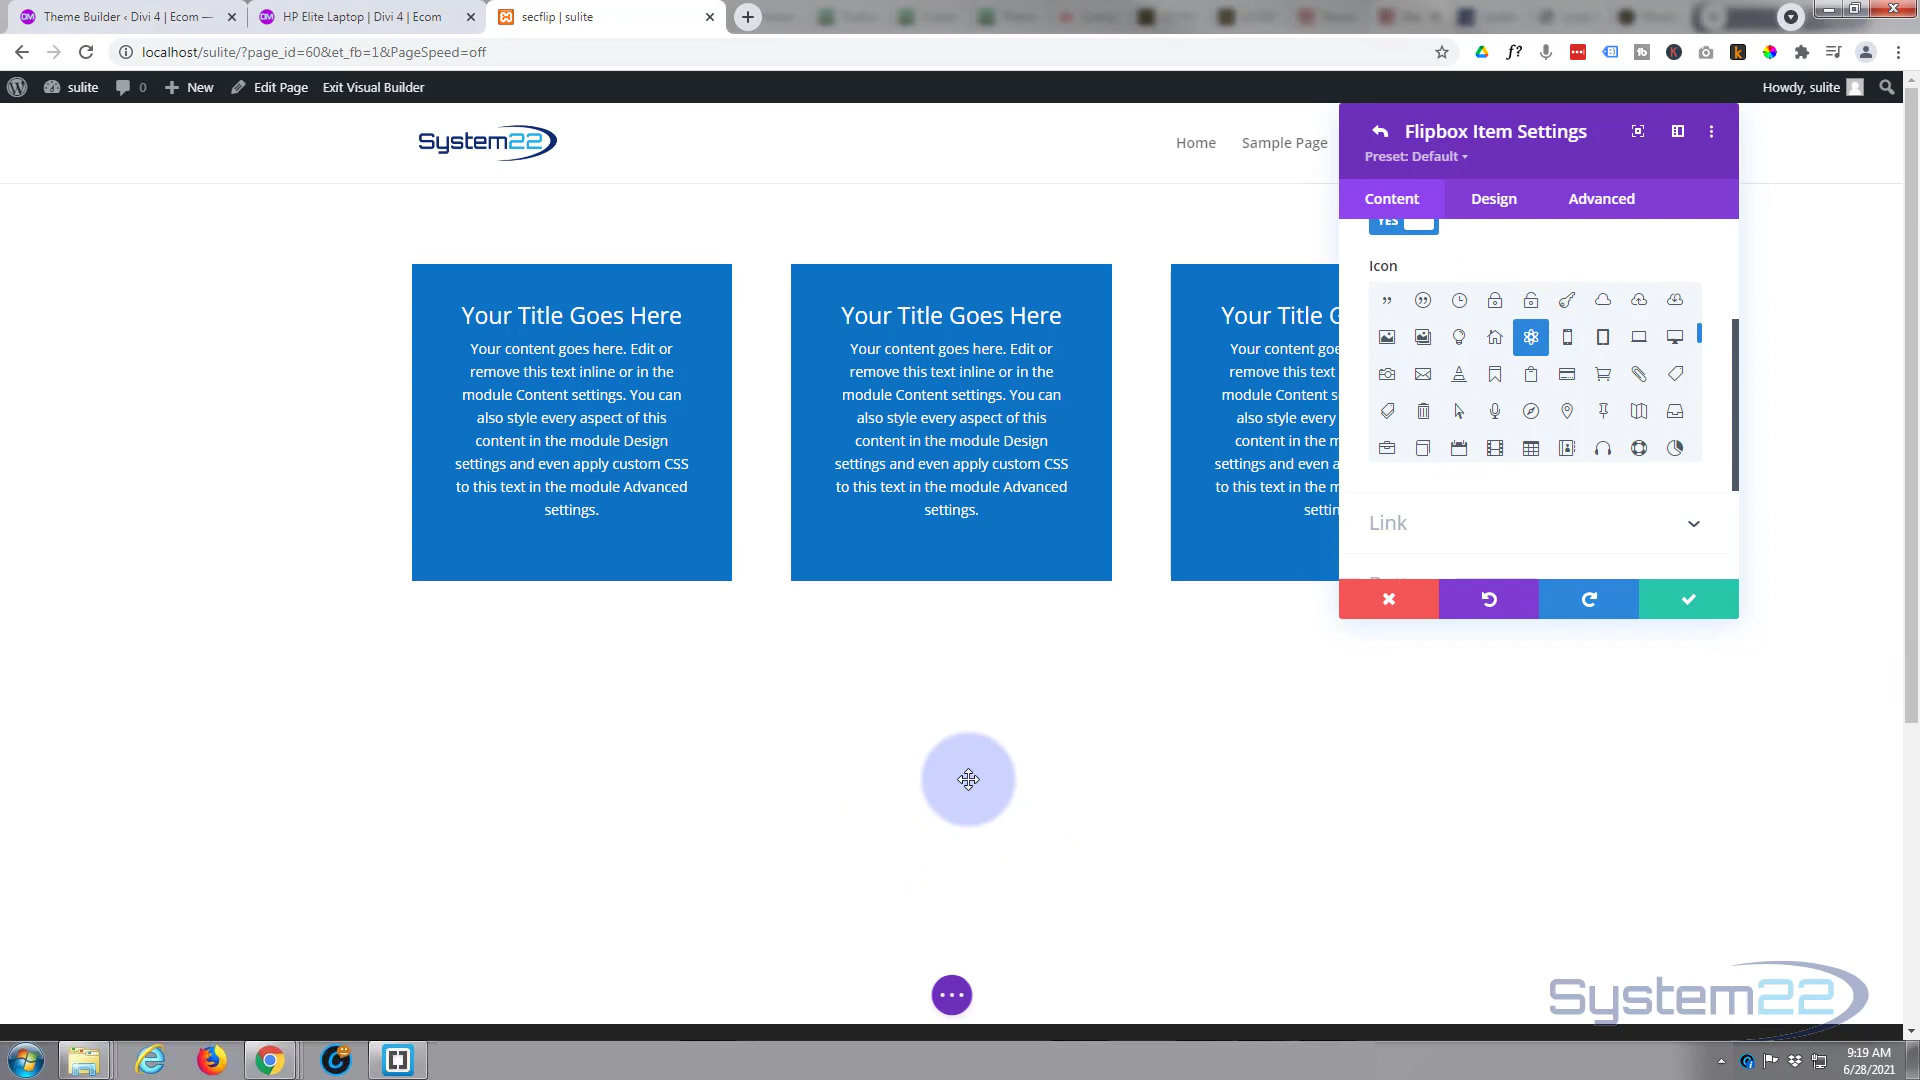 Theme Builder ‹ Divi 4 | Ecom —
HP Elite Laptop | Divi 4 | Ecom
secflip | sulite
localhost/sulite/?page_id=60&et_fb=1&PageSpeed=off
sulite
0
New
Edit Page
Exit Visual Builder
Howdy, sulite
System22
Home
Sample Page
Flipbox Item Settings
Preset: Default
Content
Design
Advanced
YES
Icon
Link
Your Title Goes Here
Your content goes here. Edit or
remove this text inline or in the
module Content settings. You can
also style every aspect of this
content in the module Design
settings and even apply custom CSS
to this text in the module Advanced
settings.
Your Title Goes Here
Your content goes here. Edit or
remove this text inline or in the
module Content settings. You can
also style every aspect of this
content in the module Design
settings and even apply custom CSS
to this text in the module Advanced
settings.
Your Title G
Your content goe
remove this text
module Content s
also style every
content in the m
settings and even
to this text in the m
settin
System22
9:19 AM
6/28/2021